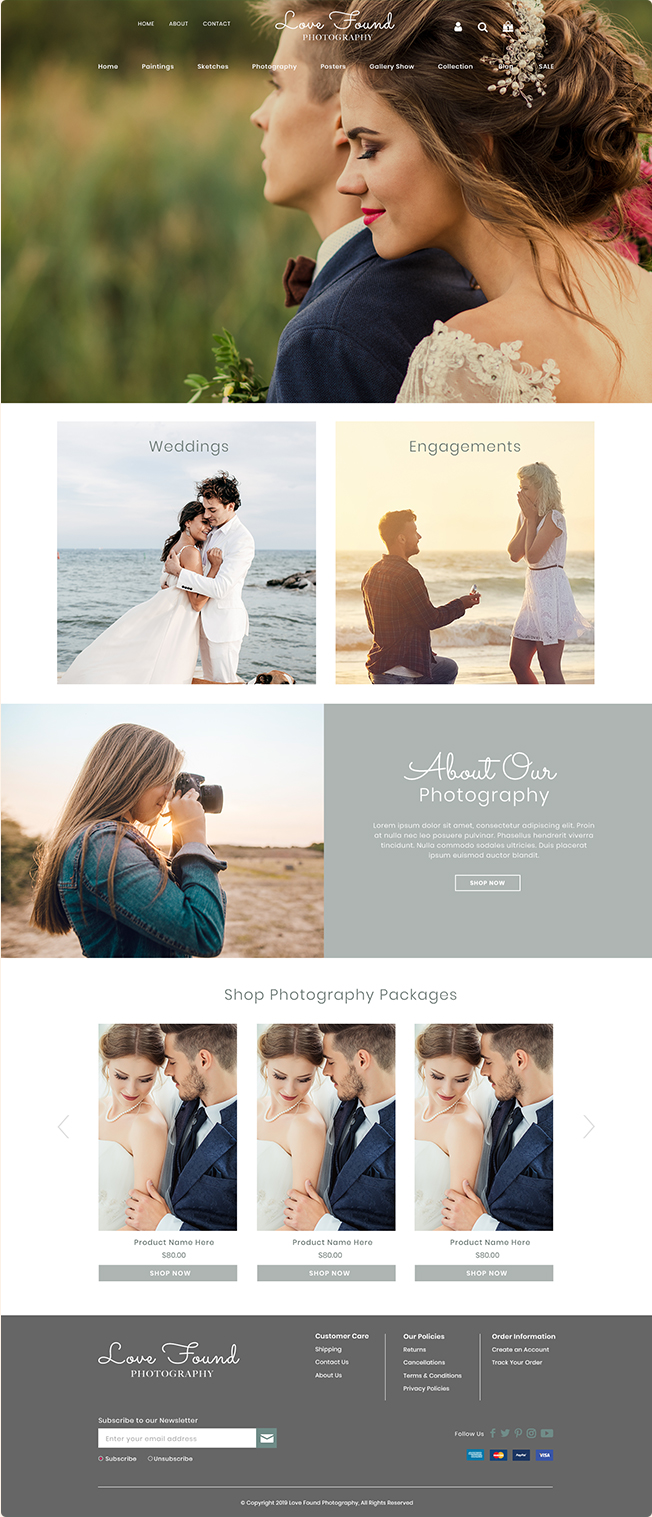 HOME ABOUT CONTACT
Love Found
PHOTOGRAPHY
1
Home Paintings Sketches Photography Posters Gallery Show Collection Blog SALE
Weddings
Engagements
About Our
Photography
Lorem ipsum dolor sit amet, consectetur adipiscing elit. Proin
at nulla nec leo posuere pulvinar. Phasellus hendrerit viverra
tincidunt. Nulla commodo sodales ultricies. Duis placerat
ipsum euismod auctor blandit.
SHOP NOW
Shop Photography Packages
Product Name Here
$80.00
SHOP NOW
Product Name Here
$80.00
SHOP NOW
Product Name Here
$80.00
SHOP NOW
Love Found
PHOTOGRAPHY
Customer Care
Shipping
Contact Us
About Us
Our Policies
Returns
Cancellations
Terms & Conditions
Privacy Policies
Order Information
Create an Account
Track Your Order
Subscribe to our Newsletter
Enter your email address
Subscribe Unsubscribe
Follow Us
PayPal VISA
© Copyright 2019 Love Found Photography, All Rights Reserved